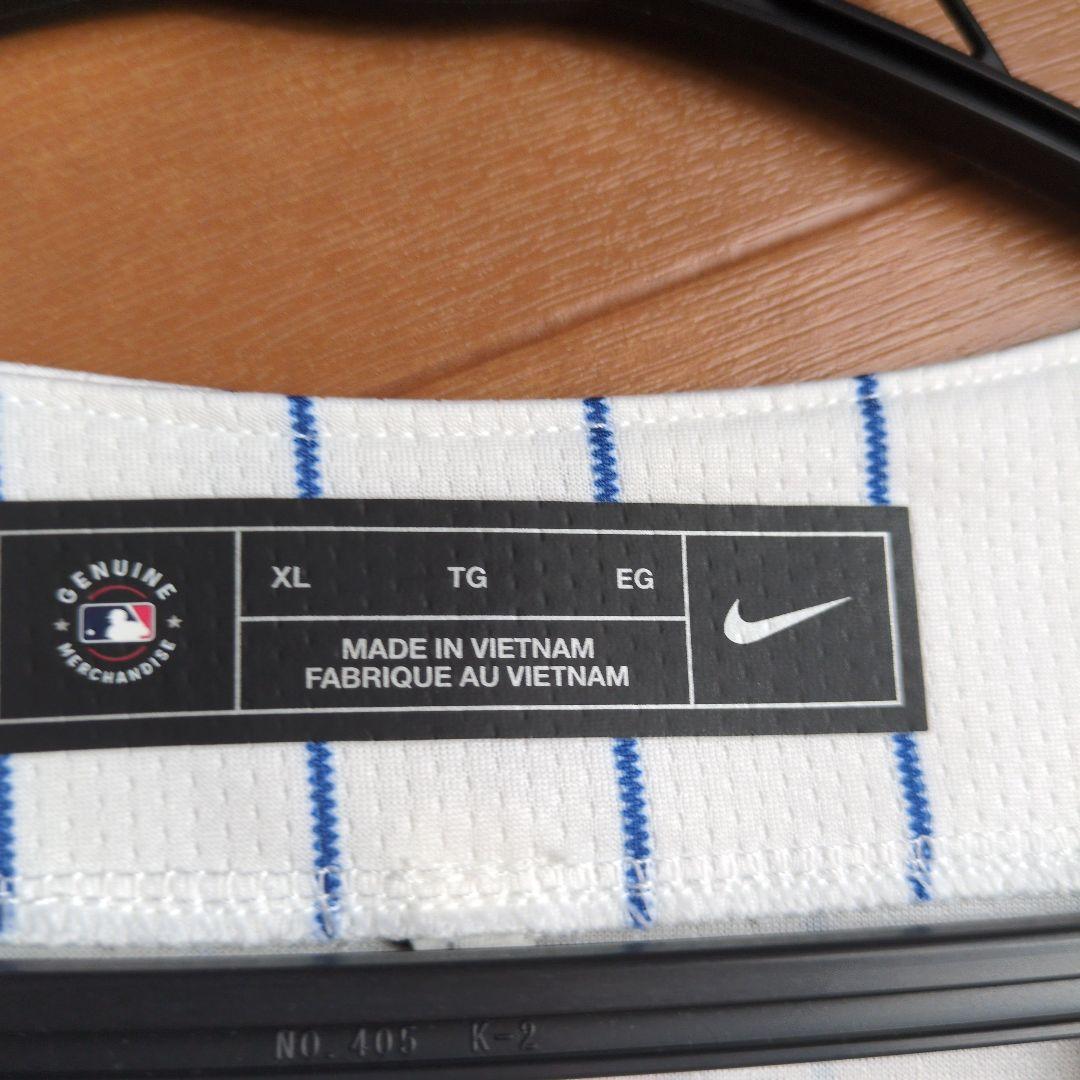 GENUINE
MERCHANDISE
XL TG EG
MADE IN VIETNAM
FABRIQUE AU VIETNAM
NO.405 K-2